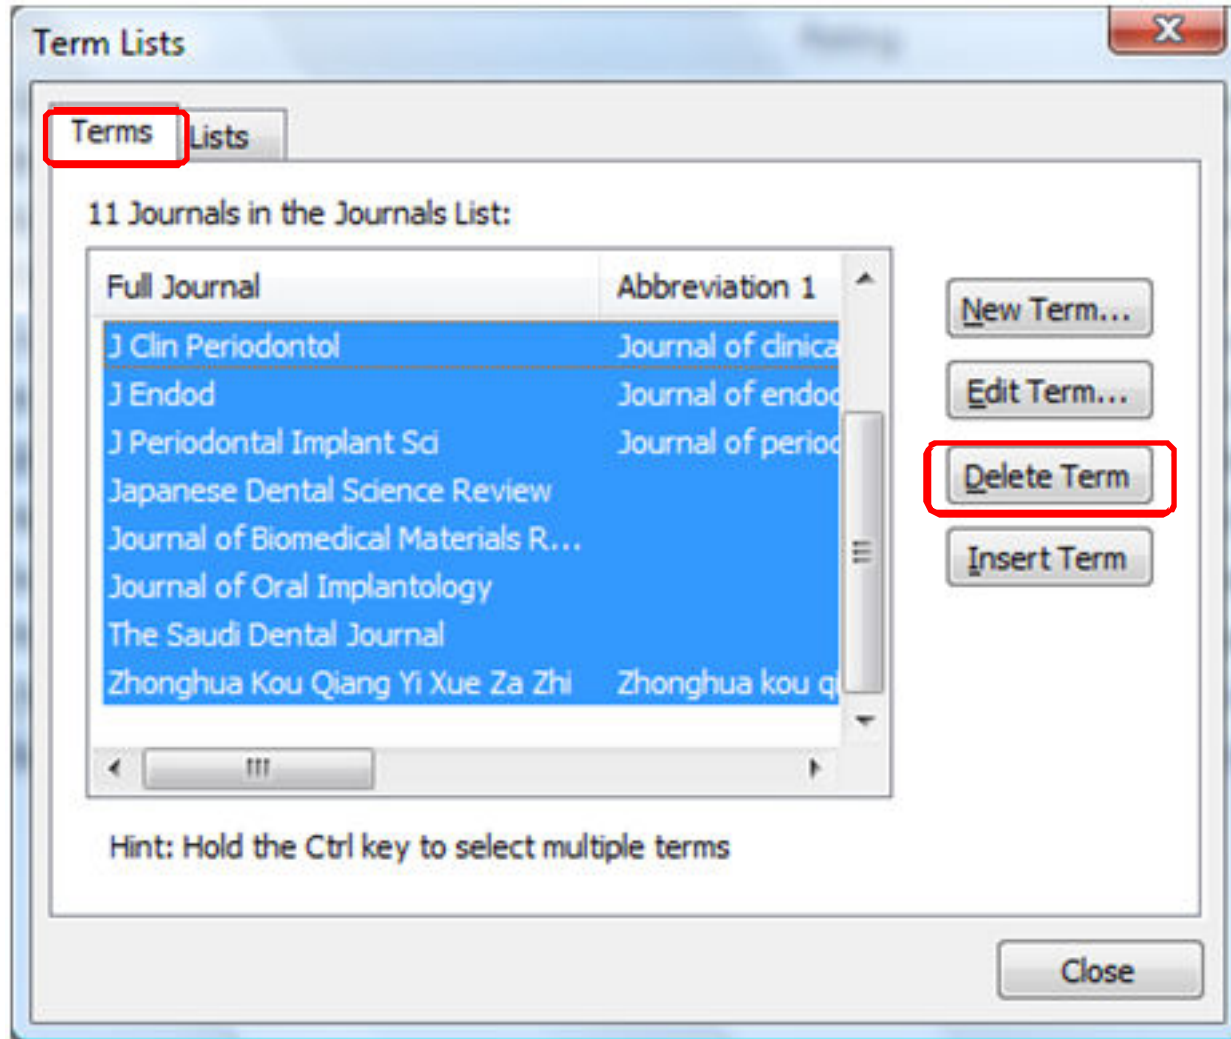 Term Lists
Terms Lists
11 Journals in the Journals List:
Full Journal Abbreviation 1
J Clin Periodontol Journal of clinica
J Endod Journal of endod
J Periodontal Implant Sci Journal of period
Japanese Dental Science Review
Journal of Biomedical Materials R...
Journal of Oral Implantology
The Saudi Dental Journal
Zhonghua Kou Qiang Yi Xue Za Zhi Zhonghua kou qi
New Term...
Edit Term...
Delete Term
Insert Term
Hint: Hold the Ctrl key to select multiple terms
Close